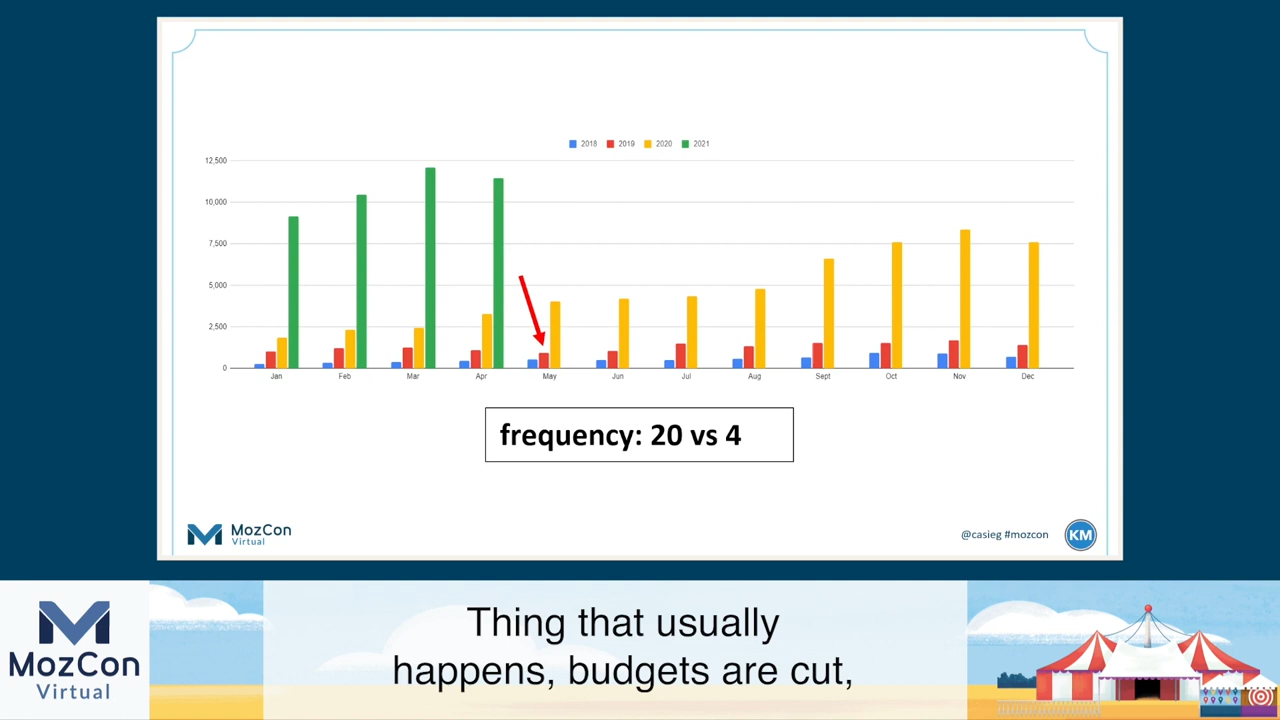 2018 2019 2020 2021
12,500
10,000
7,500
5,000
2,500
0
Jan Feb Mar Apr May Jun Jul Aug Sept Oct Nov Dec
frequency: 20 vs 4
MozCon
Virtual
@casieg #mozcon
KM
MozCon
Virtual
Thing that usually
happens, budgets are cut,